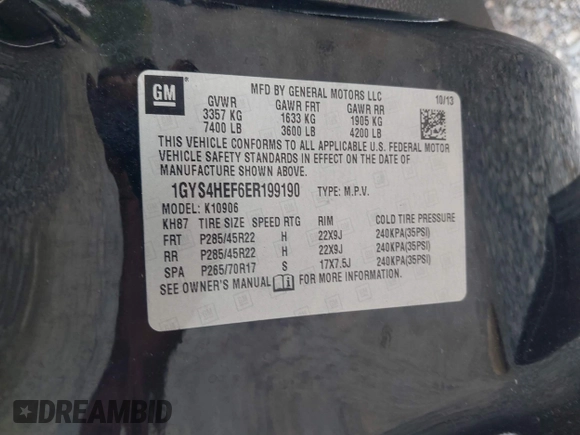 GM
MFD BY GENERAL MOTORS LLC
10/13
GVWR GAWR FRT GAWR RR
3357 KG 1633 KG 1905 KG
7400 LB 3600 LB 4200 LB
THIS VEHICLE CONFORMS TO ALL APPLICABLE U.S. FEDERAL MOTOR
VEHICLE SAFETY STANDARDS IN EFFECT ON THE DATE OF
MANUFACTURE SHOWN ABOVE.
1GYS4HEF6ER199190 TYPE: M.P.V.
MODEL: K10906
KH87 TIRE SIZE SPEED RTG RIM COLD TIRE PRESSURE
FRT P285/45R22 H 22X9J 240KPA(35PSI)
RR P285/45R22 H 22X9J 240KPA(35PSI)
SPA P265/70R17 S 17X7.5J 240KPA(35PSI)
SEE OWNER'S MANUAL FOR MORE INFORMATION.
DREAMBID